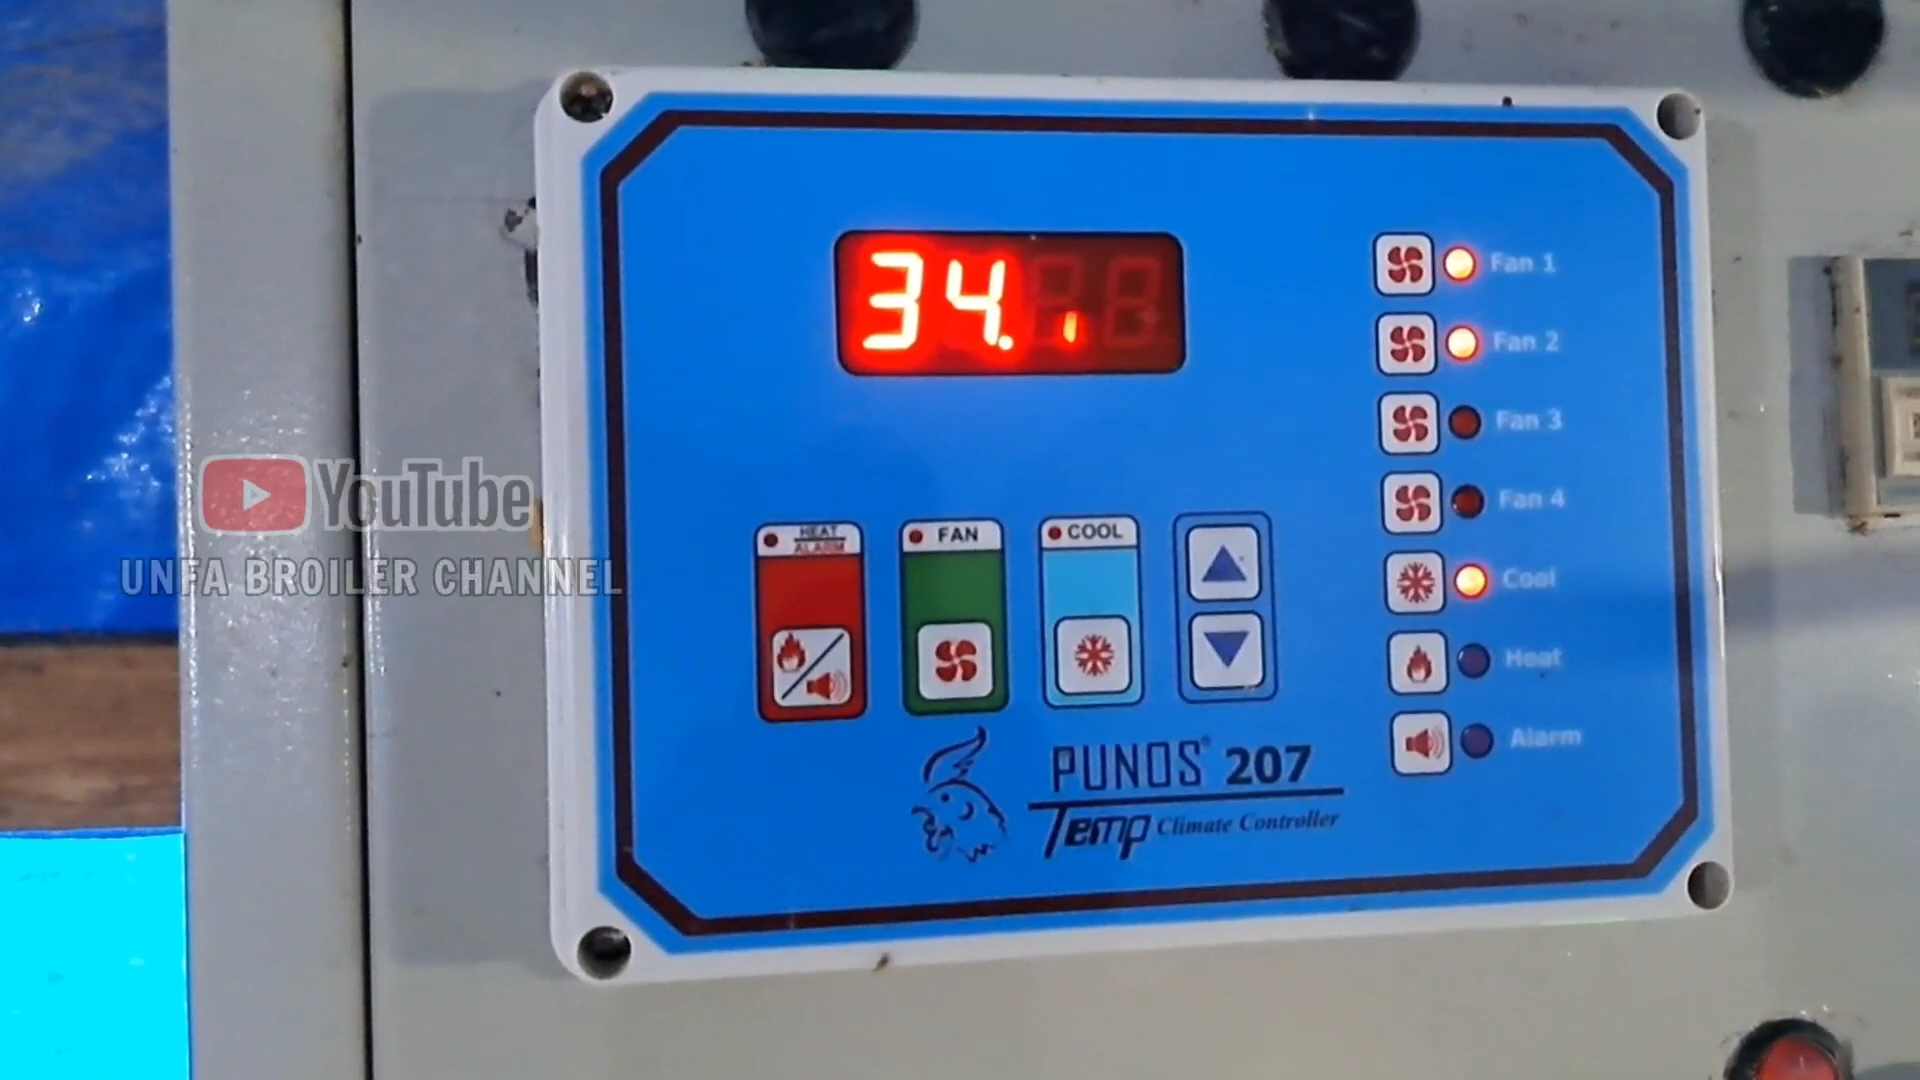 34.
Fan 1
Fan 2
Fan 3
Fan 4
Cool
Heat
Alarm
HEAT
ALARM
FAN
COOL
YouTube
UNFA BROILER CHANNEL
PUNOS® 207
Temp Climate Controller